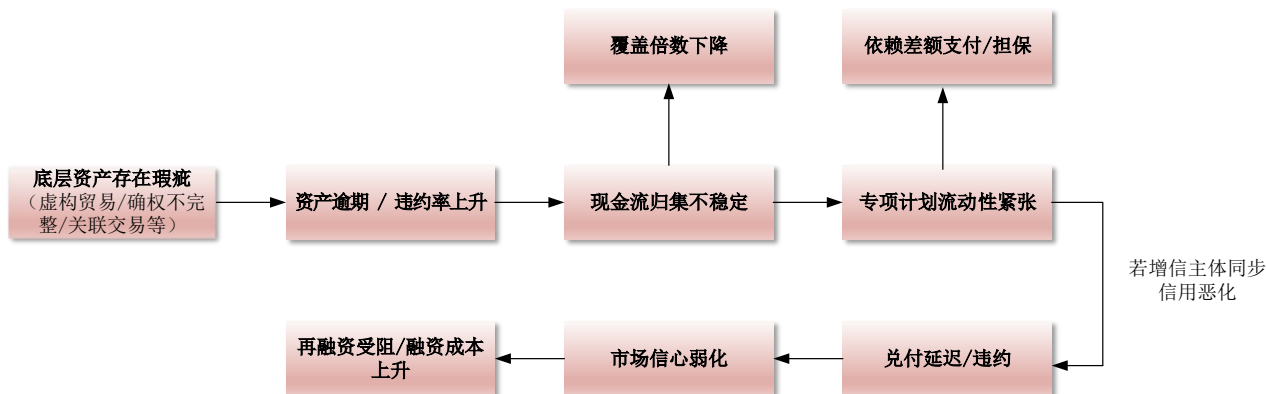 覆盖倍数下降
依赖差额支付/担保
底层资产存在瑕疵
（虚构贸易/确权不完
整/关联交易等）
资产逾期 / 违约率上升
现金流归集不稳定
专项计划流动性紧张
若增信主体同步
信用恶化
再融资受阻/融资成本
上升
市场信心弱化
兑付延迟/违约